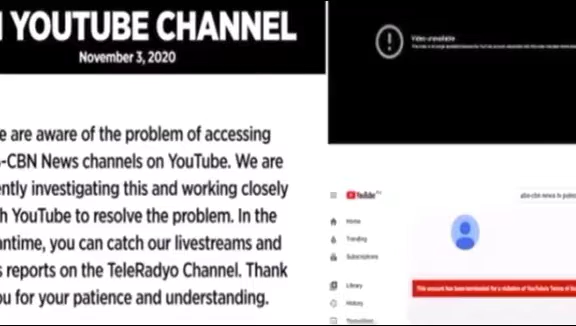 YOUTUBE CHANNEL
November 3, 2020
e are aware of the problem of accessing
-CBN News channels on YouTube. We are
ently investigating this and working closely
h YouTube to resolve the problem. In the
antime, you can catch our livestreams and
s reports on the TeleRadyo Channel. Thank
ou for your patience and understanding.
Video unavailable
YouTube
abs-cbn news
Home
Trending
Subscriptions
Library
History
This account has been terminated for a violation of YouTube's Terms of